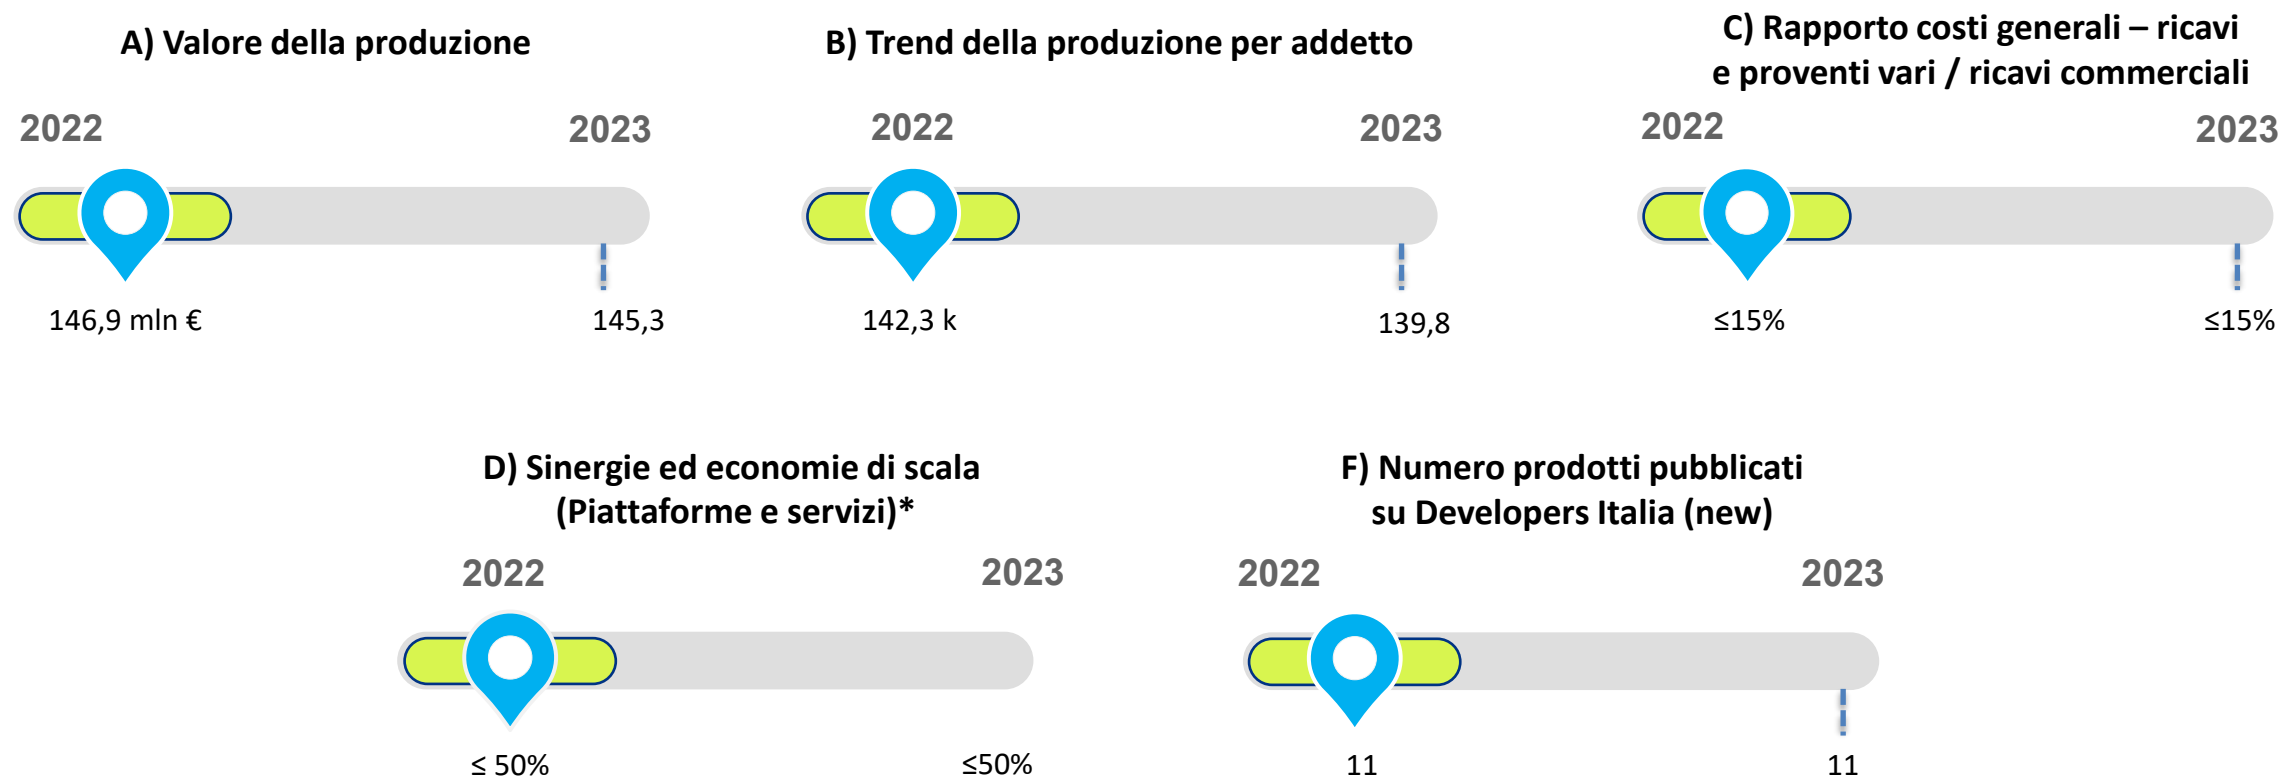 A) Valore della produzione
2022
2023
146,9 mln €
145,3
B) Trend della produzione per addetto
2022
2023
142,3 k
139,8
C) Rapporto costi generali – ricavi
e proventi vari / ricavi commerciali
2022
2023
≤15%
≤15%
D) Sinergie ed economie di scala
(Piattaforme e servizi)*
2022
2023
≤ 50%
≤50%
F) Numero prodotti pubblicati
su Developers Italia (new)
2022
2023
11
11